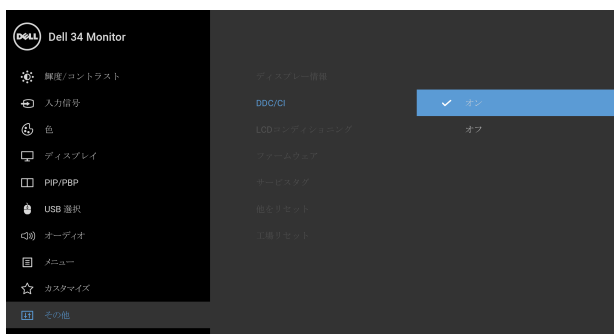 DELL Dell 34 Monitor
輝度/コントラスト
入力信号
色
ディスプレイ
PIP/PBP
USB 選択
オーディオ
メニュー
カスタマイズ
その他
ディスプレー情報
DDC/CI
LCDコンディショニング
ファームウェア
サービスタグ
他をリセット
工場リセット
オン
オフ